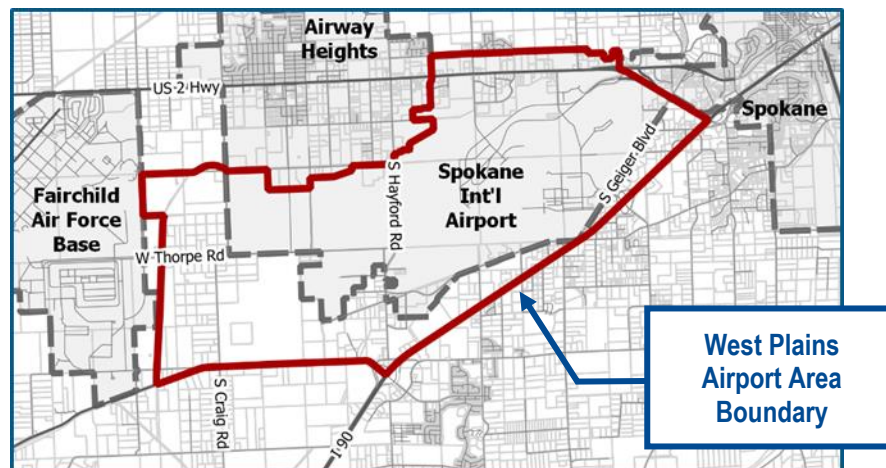 Airway
Heights
US 2 Hwy
Spokane
S Geiger Blvd
Fairchild
Air Force
Base
S Hayford Rd
Spokane
Int'l
Airport
W Thorpe Rd
West Plains
Airport Area
Boundary
S Craig Rd
I 90